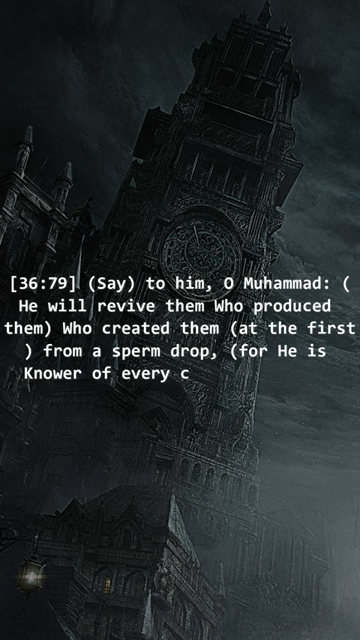 [36:79] (Say) to him, O Muhammad: (
He will revive them Who produced
them) Who created them (at the first
) from a sperm drop, (for He is
Knower of every c